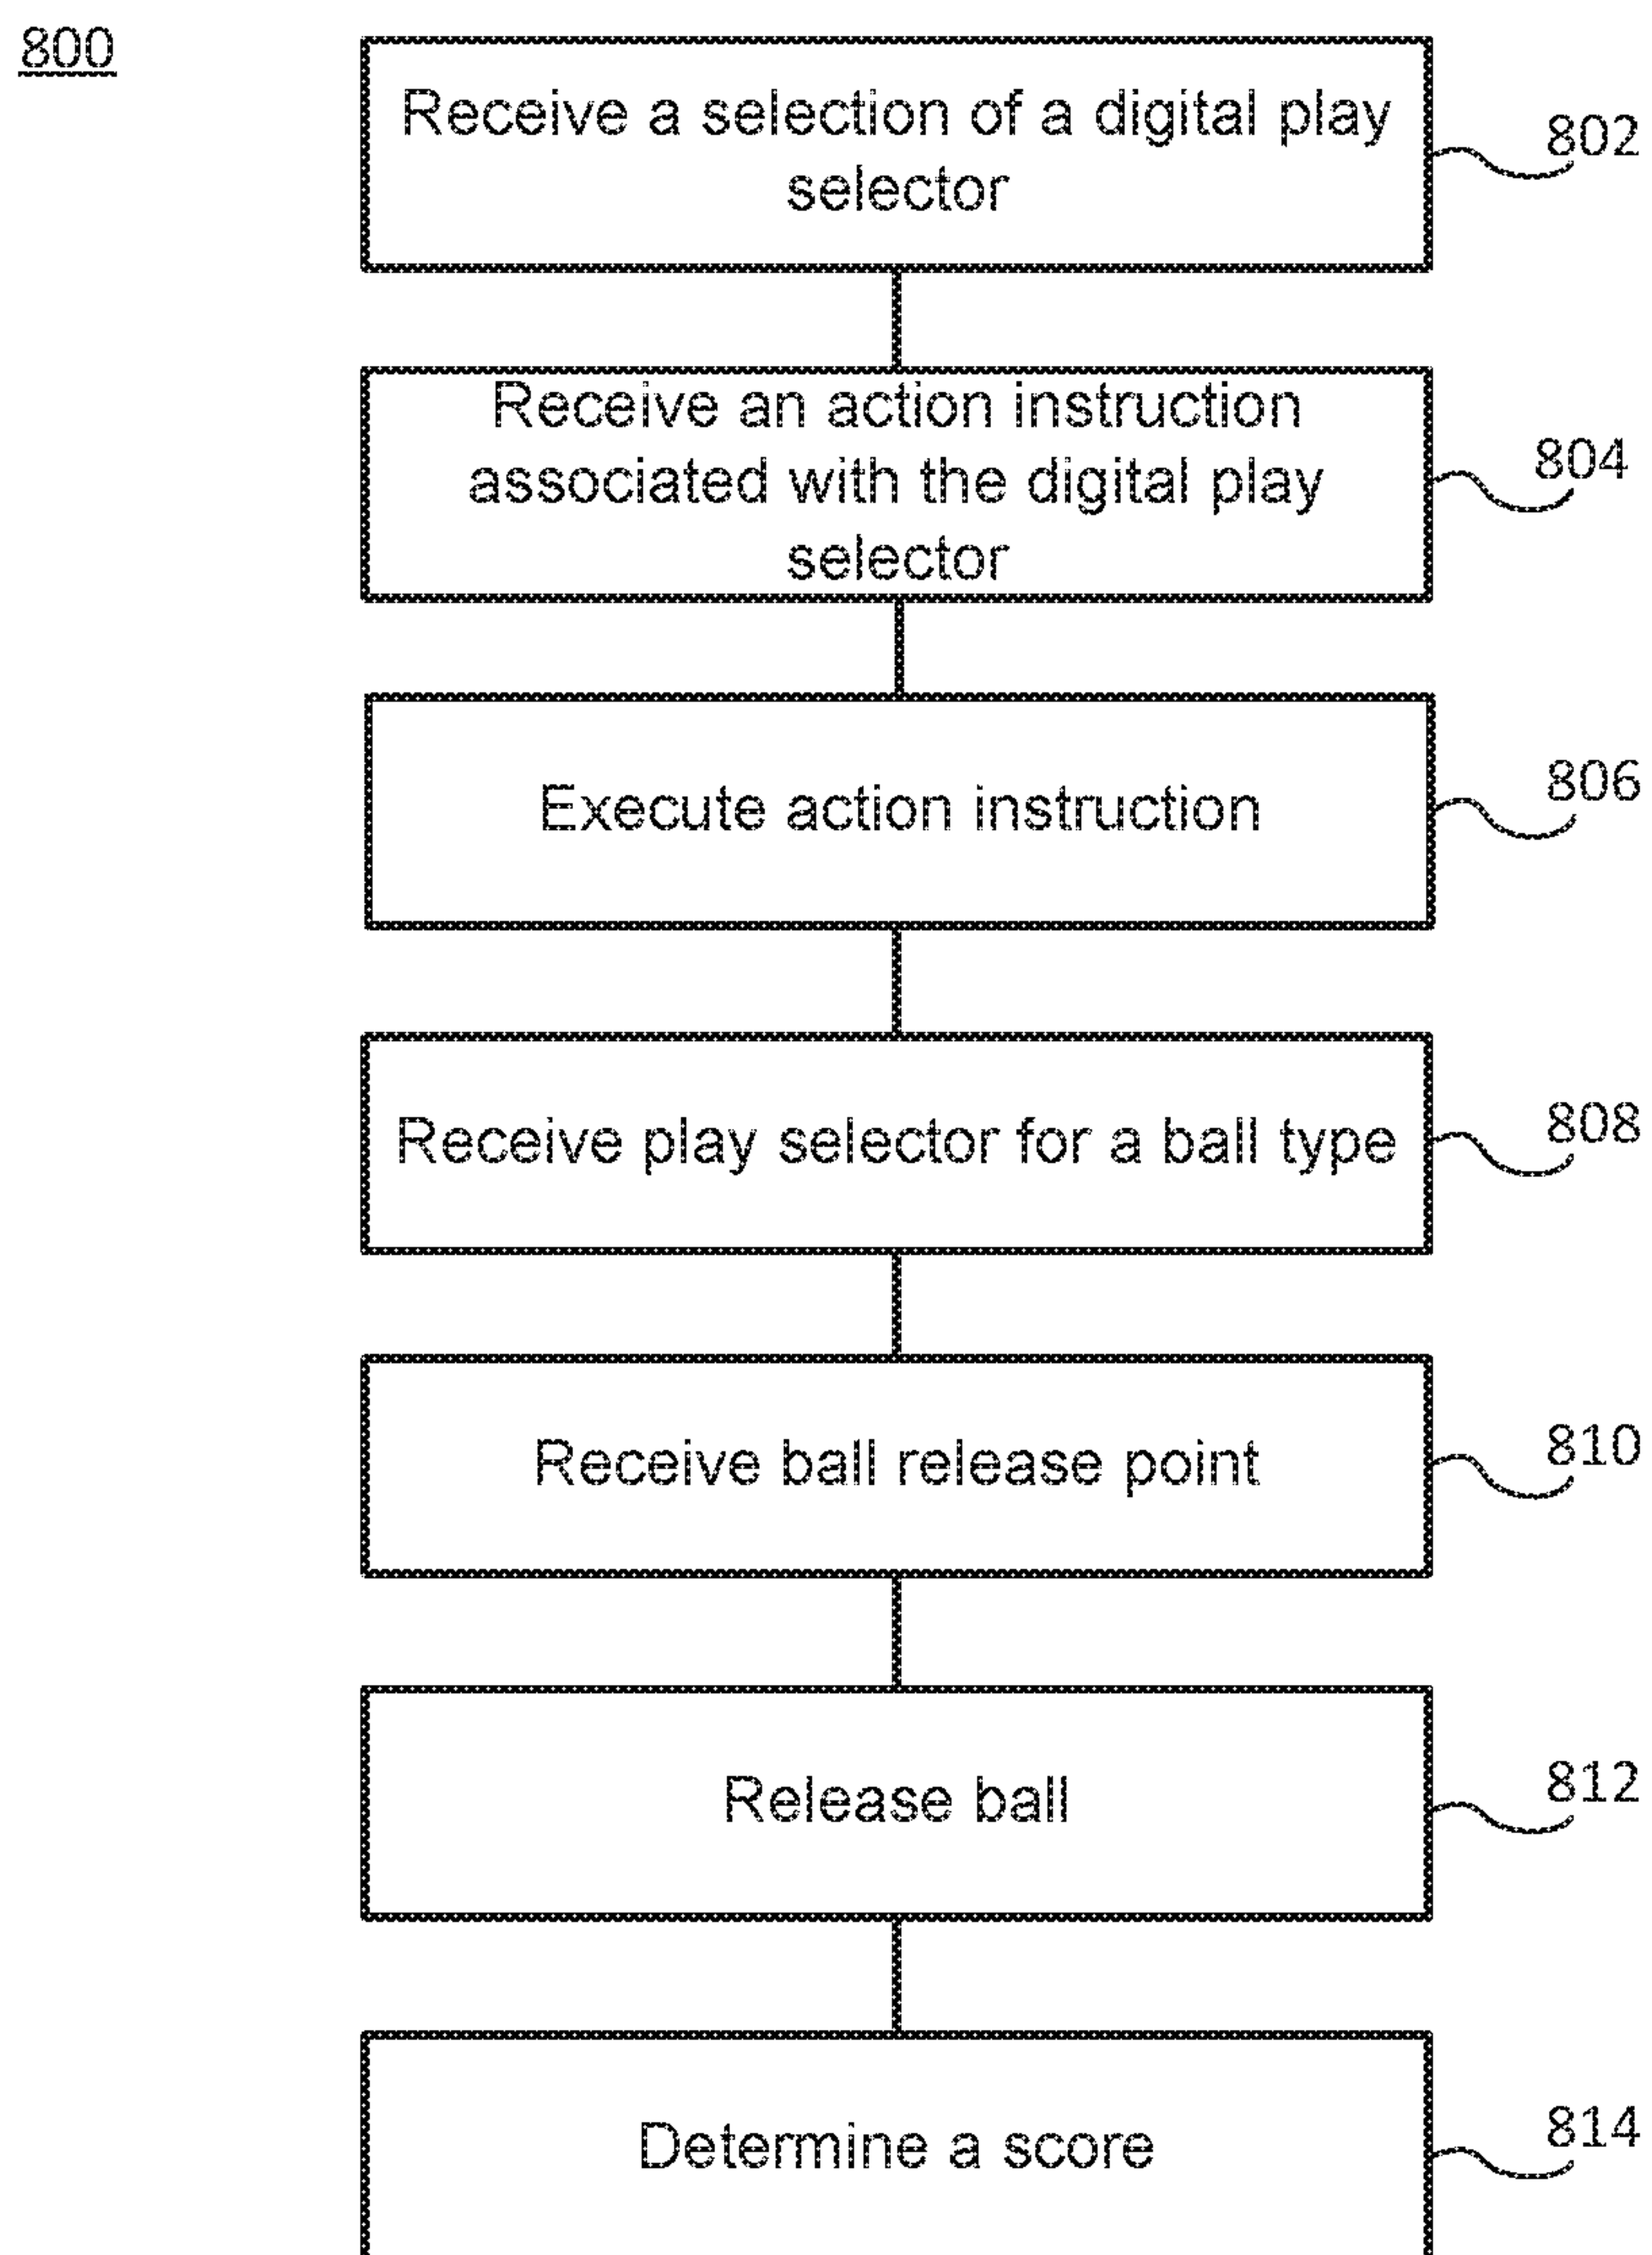 800
Receive a selection of a digital play
selector
802
Receive an action instruction
associated with the digital play
selector
804
Execute action instruction
806
Receive play selector for a ball type
808
Receive ball release point
810
Release ball
812
Determine a score
814